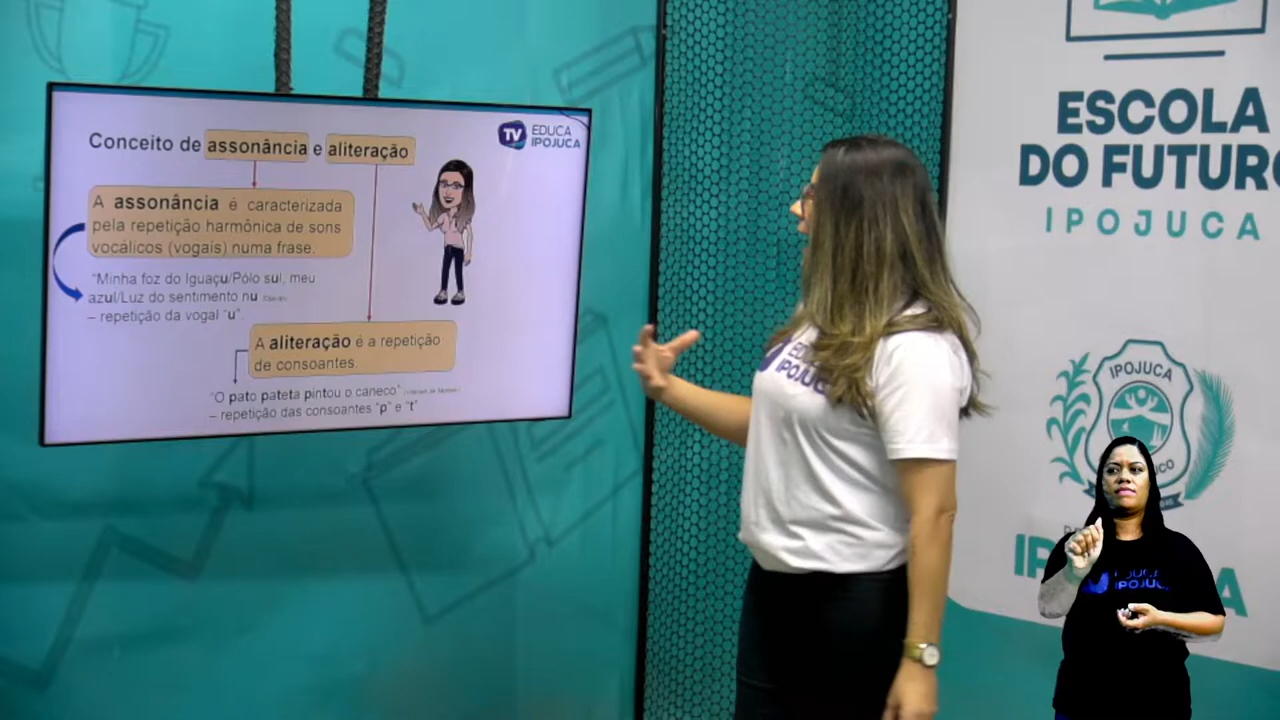 Conceito de assonância e aliteração
TV EDUCA
IPOJUCA
A assonância é caracterizada
pela repetição harmônica de sons
vocálicos (vogais) numa frase.
"Minha foz do Iguaçu/Pólo sul, meu
azul/Luz do sentimento nu
– repetição da vogal "u".
A aliteração é a repetição
de consoantes.
"O pato pateta pintou o caneco"
– repetição das consoantes "p" e "t"
EDUCA
IPOJUCA
ESCOLA
DO FUTURO
IPOJUCA
IPOJUCA
EDUCA
IPOJUCA